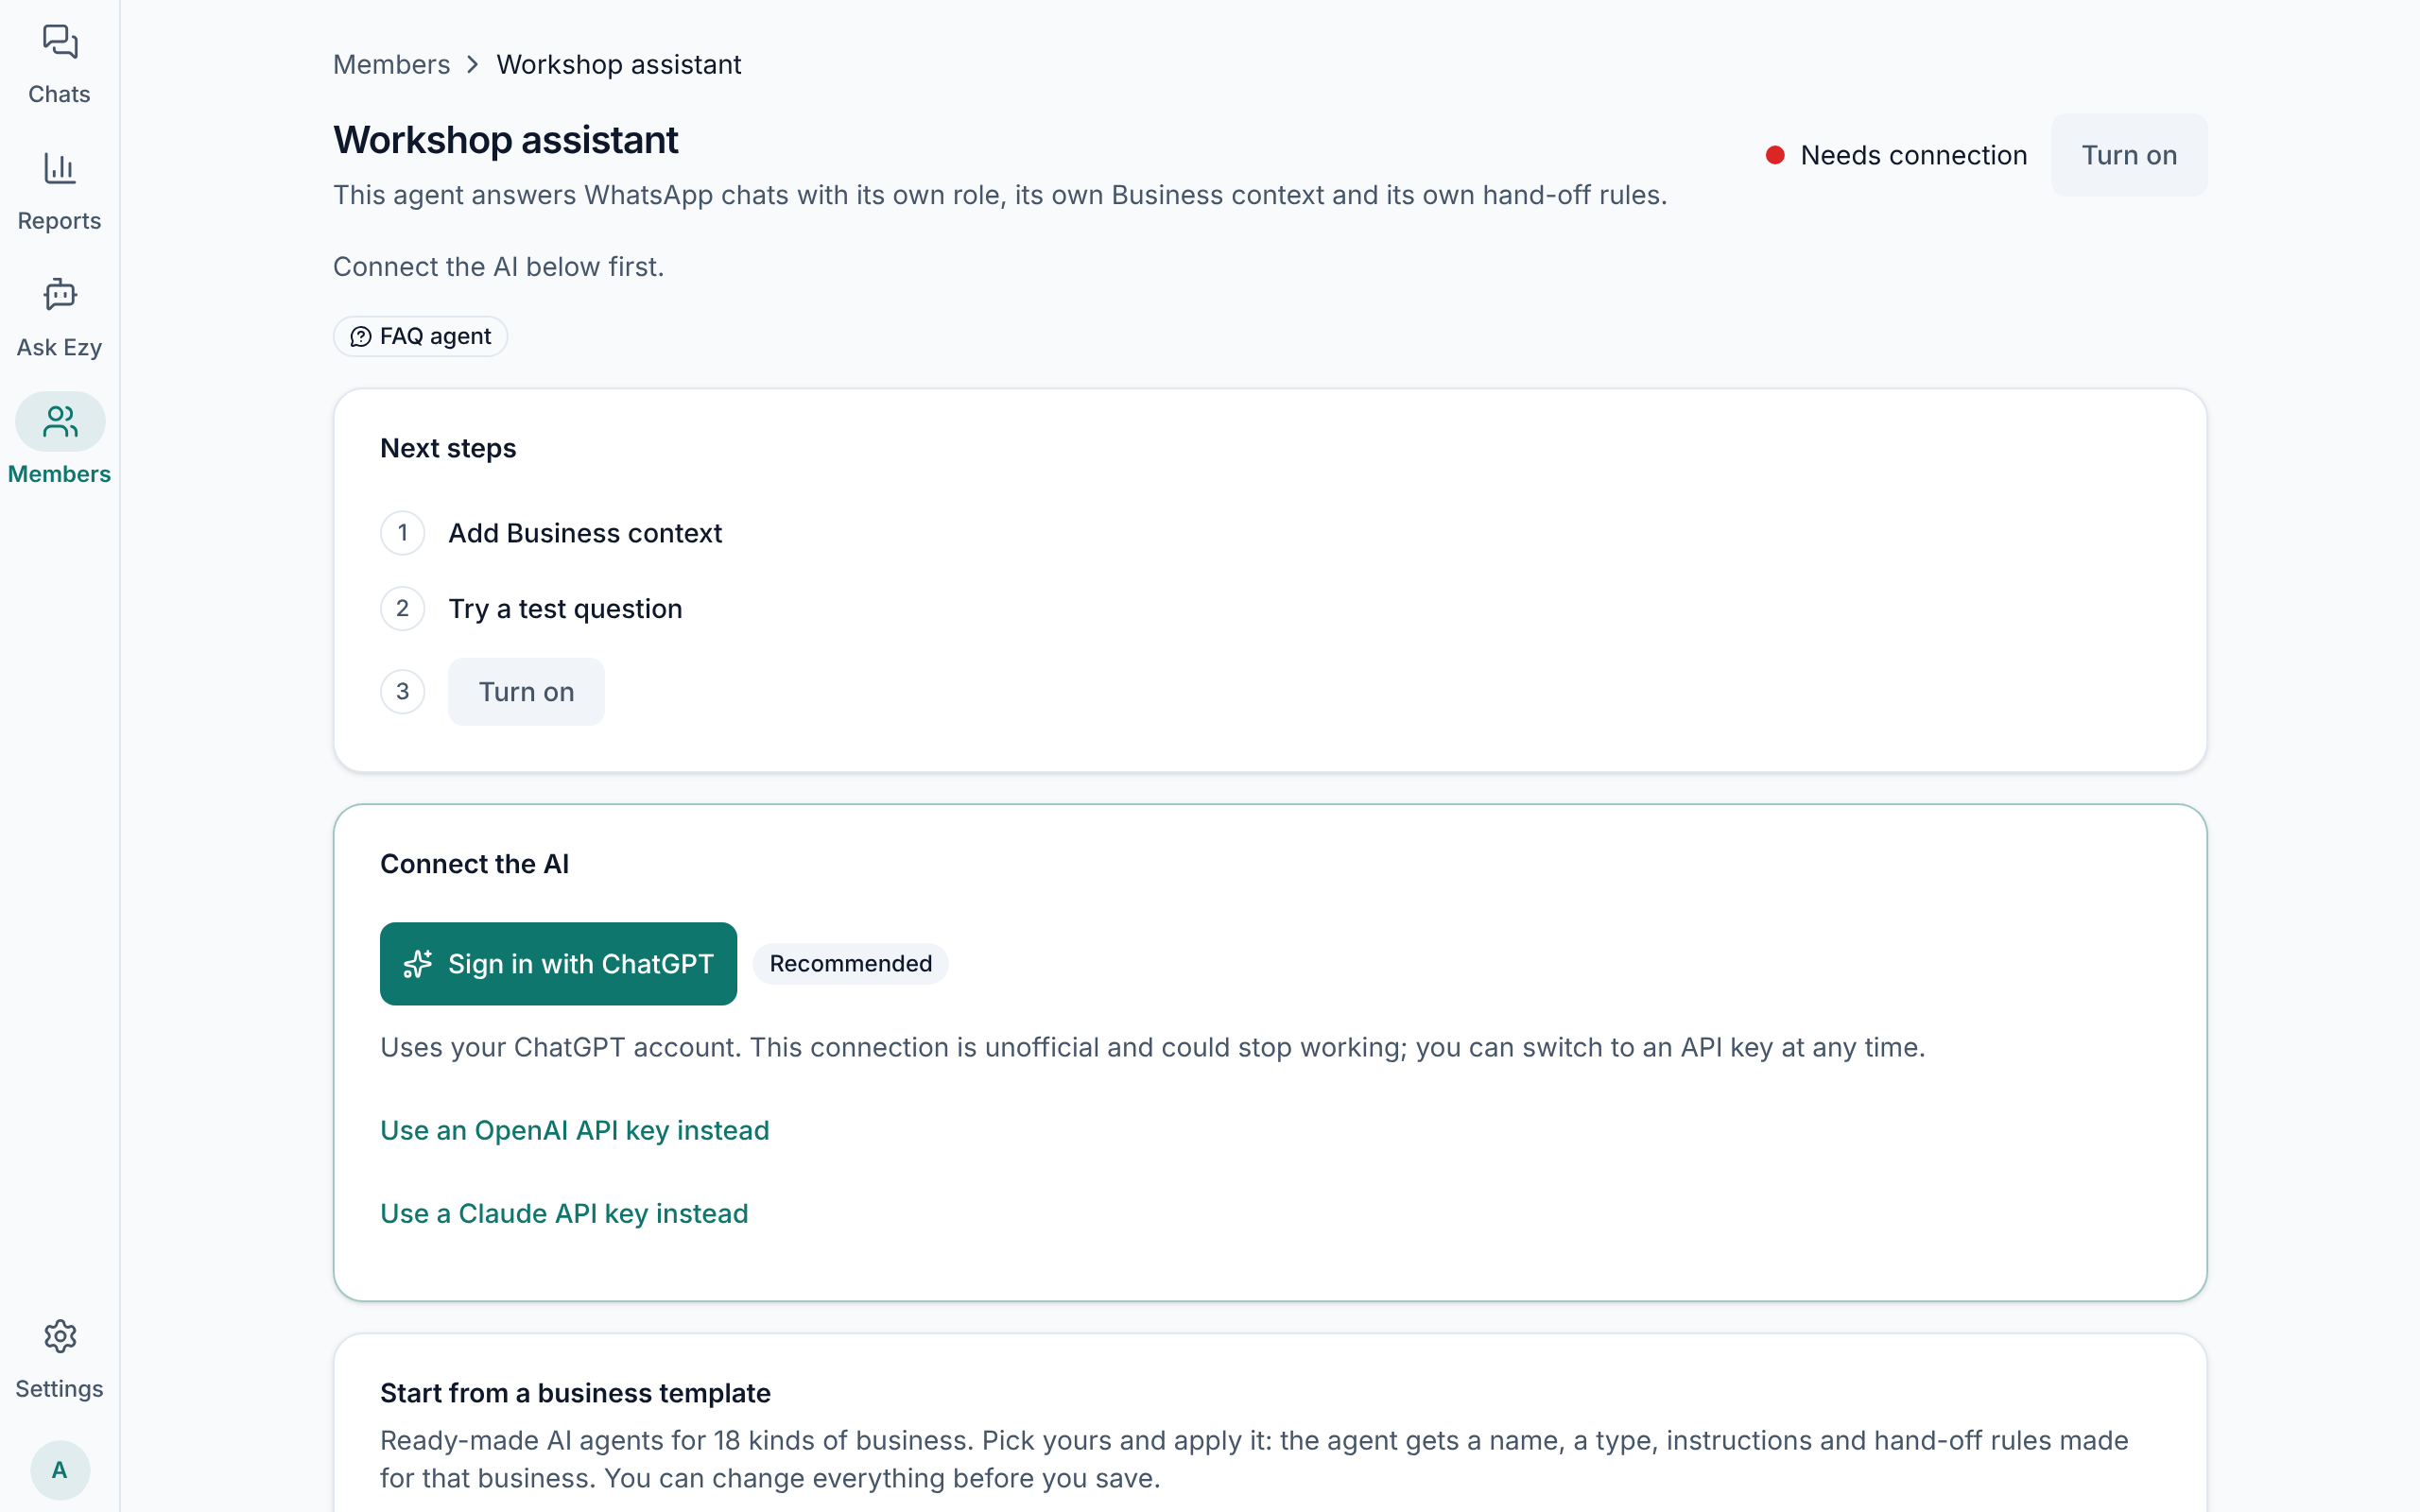 Chats
Reports
Ask Ezy
Members
Settings
A
Members > Workshop assistant
Workshop assistant
This agent answers WhatsApp chats with its own role, its own Business context and its own hand-off rules.
Needs connection
Turn on
Connect the AI below first.
FAQ agent
Next steps
1 Add Business context
2 Try a test question
3 Turn on
Connect the AI
Sign in with ChatGPT
Recommended
Uses your ChatGPT account. This connection is unofficial and could stop working; you can switch to an API key at any time.
Use an OpenAI API key instead
Use a Claude API key instead
Start from a business template
Ready-made AI agents for 18 kinds of business. Pick yours and apply it: the agent gets a name, a type, instructions and hand-off rules made
for that business. You can change everything before you save.